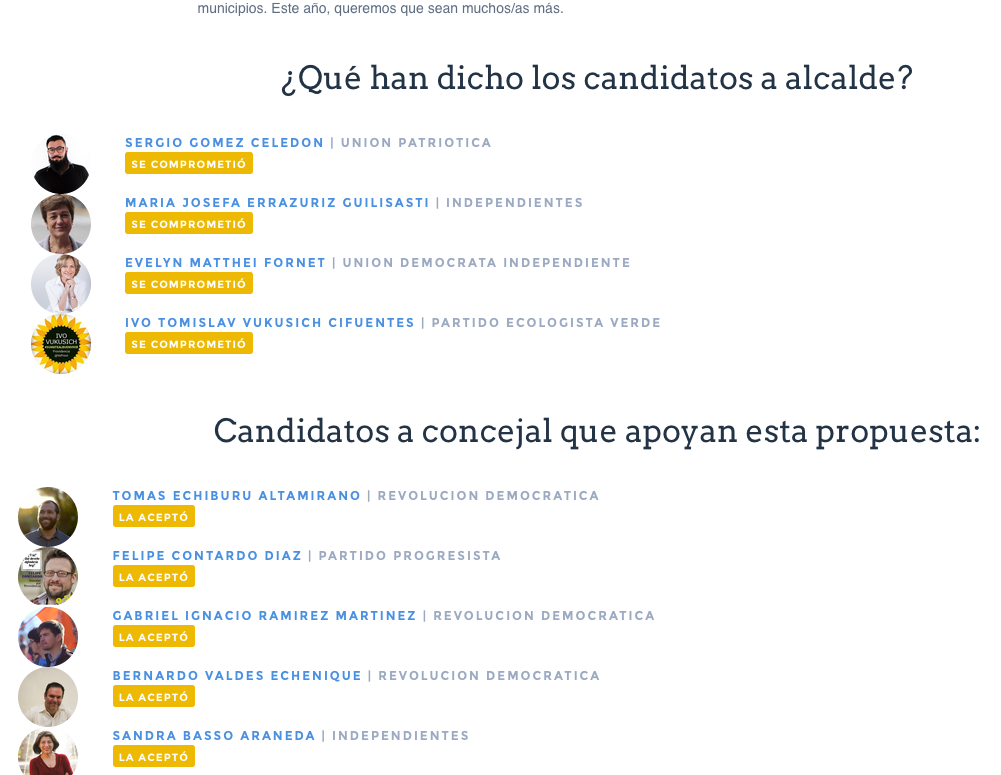 municipios. Este año, queremos que sean muchos/as más.
¿Qué han dicho los candidatos a alcalde?
SERGIO GOMEZ CELEDON | UNION PATRIOTICA
SE COMPROMETIÓ
MARIA JOSEFA ERRAZURIZ GUILISASTI | INDEPENDIENTES
SE COMPROMETIÓ
EVELYN MATTHEI FORNET | UNION DEMOCRATA INDEPENDIENTE
SE COMPROMETIÓ
IVO TOMISLAV VUKUSICH CIFUENTES | PARTIDO ECOLOGISTA VERDE
IVO
VUKUSICH
SE COMPROMETIÓ
Candidatos a concejal que apoyan esta propuesta:
TOMAS ECHIBURU ALTAMIRANO | REVOLUCION DEMOCRATICA
LA ACEPTÓ
FELIPE CONTARDO DIAZ | PARTIDO PROGRESISTA
LA ACEPTÓ
GABRIEL IGNACIO RAMIREZ MARTINEZ | REVOLUCION DEMOCRATICA
LA ACEPTÓ
BERNARDO VALDES ECHENIQUE | REVOLUCION DEMOCRATICA
LA ACEPTÓ
SANDRA BASSO ARANEDA | INDEPENDIENTES
LA ACEPTÓ